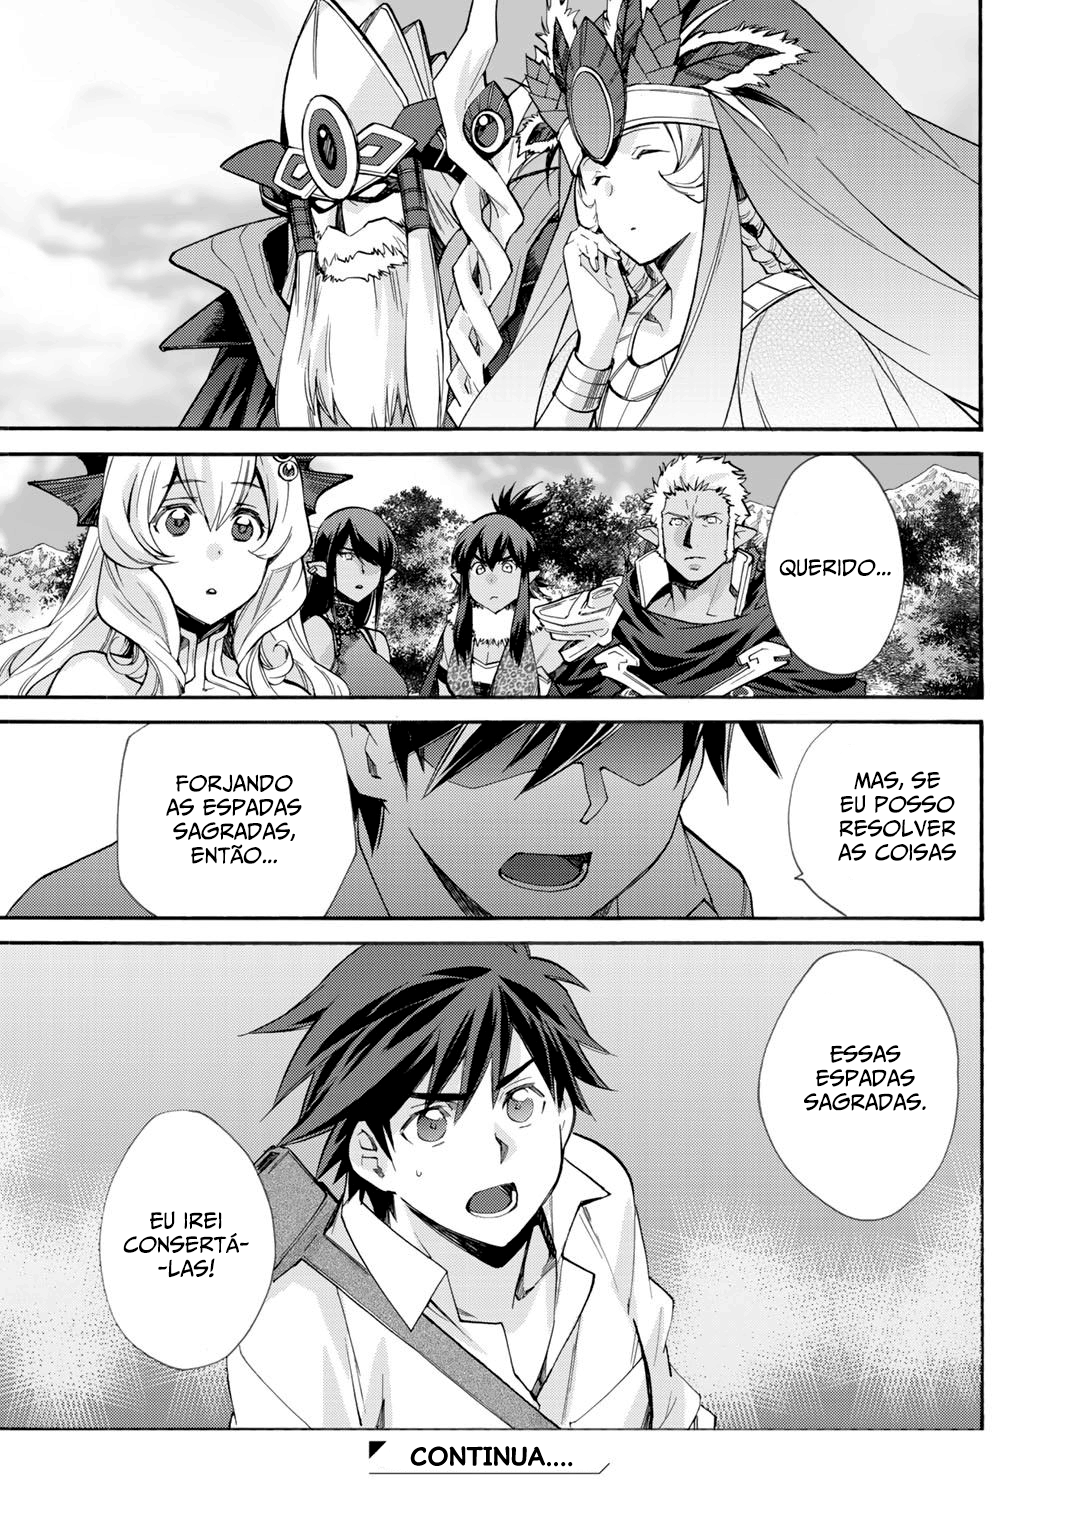 QUERIDO...
MAS, SE
EU POSSO
RESOLVER
AS COISAS
FORJANDO
AS ESPADAS
SAGRADAS,
ENTÃO...
ESSAS
ESPADAS
SAGRADAS.
EU IREI
CONSERTÁ-
-LAS!
CONTINUA....